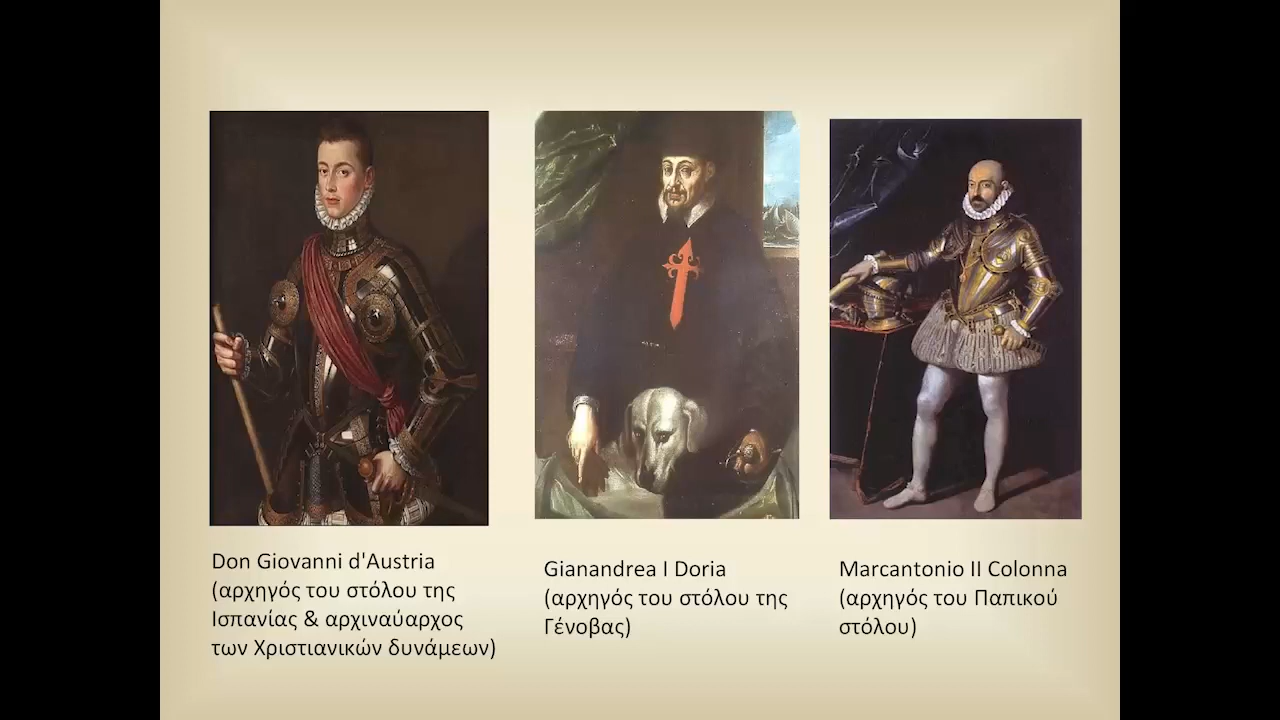 Don Giovanni d'Austria
(αρχηγός του στόλου της
Ισπανίας & αρχιναύαρχος
των Χριστιανικών δυνάμεων)
Gianandrea I Doria
(αρχηγός του στόλου της
Γένοβας)
Marcantonio II Colonna
(αρχηγός του Παπικού
στόλου)